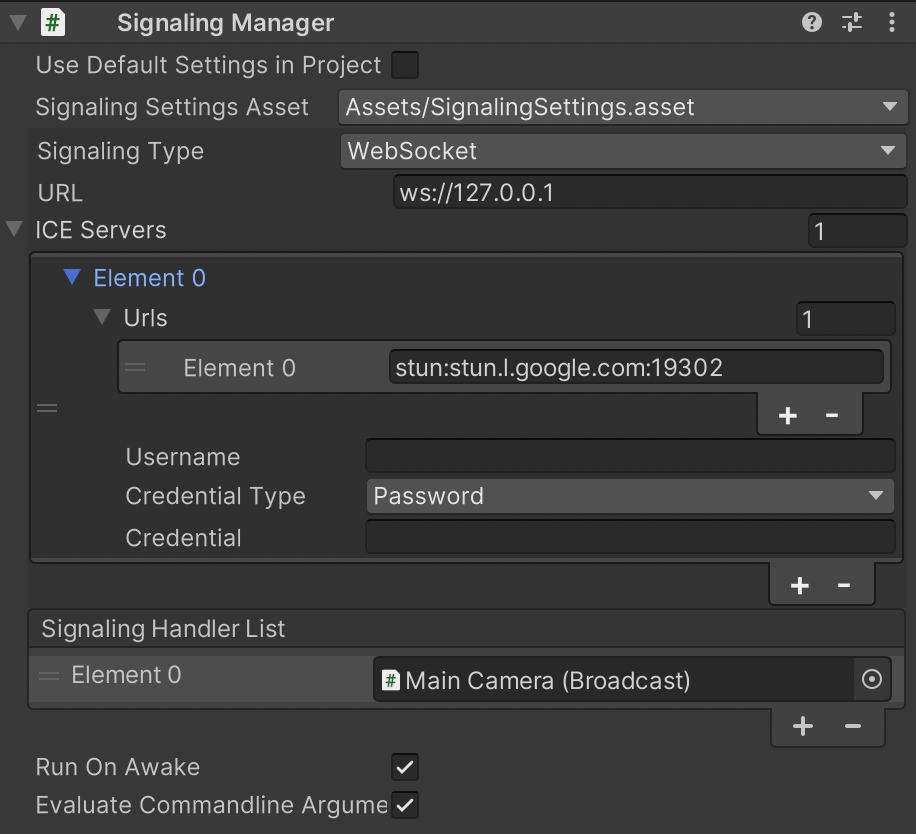 # Signaling Manager ?
Use Default Settings in Project
Signaling Settings Asset Assets/SignalingSettings.asset
Signaling Type WebSocket
URL ws://127.0.0.1
ICE Servers 1
Element 0
Urls 1
Element 0 stun:stun.l.google.com:19302
+ -
Username
Credential Type Password
Credential
+ -
Signaling Handler List
Element 0 # Main Camera (Broadcast)
+ -
Run On Awake
Evaluate Commandline Argume